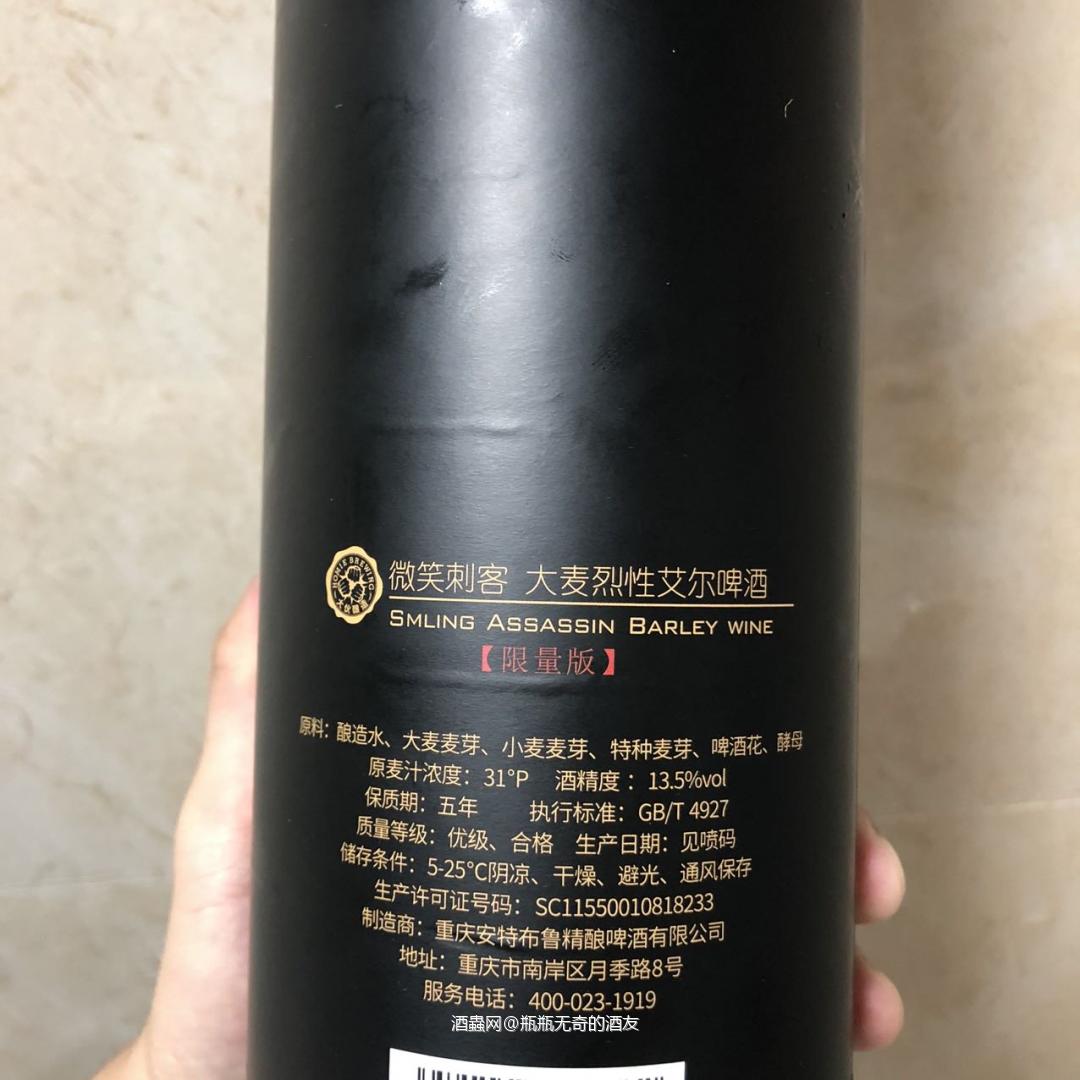 HOMIE BREWING
微笑刺客 大麦烈性艾尔啤酒
SMLING ASSASSIN BARLEY WINE
【限量版】
原料：酿造水、大麦麦芽、小麦麦芽、特种麦芽、啤酒花、酵母
原麦汁浓度：31°P 酒精度：13.5%vol
保质期：五年 执行标准：GB/T 4927
质量等级：优级、合格 生产日期：见喷码
储存条件：5-25°C阴凉、干燥、避光、通风保存
生产许可证号码：SC11550010818233
制造商：重庆安特布鲁精酿啤酒有限公司
地址：重庆市南岸区月季路8号
服务电话：400-023-1919
酒蟲网@瓶瓶无奇的酒友